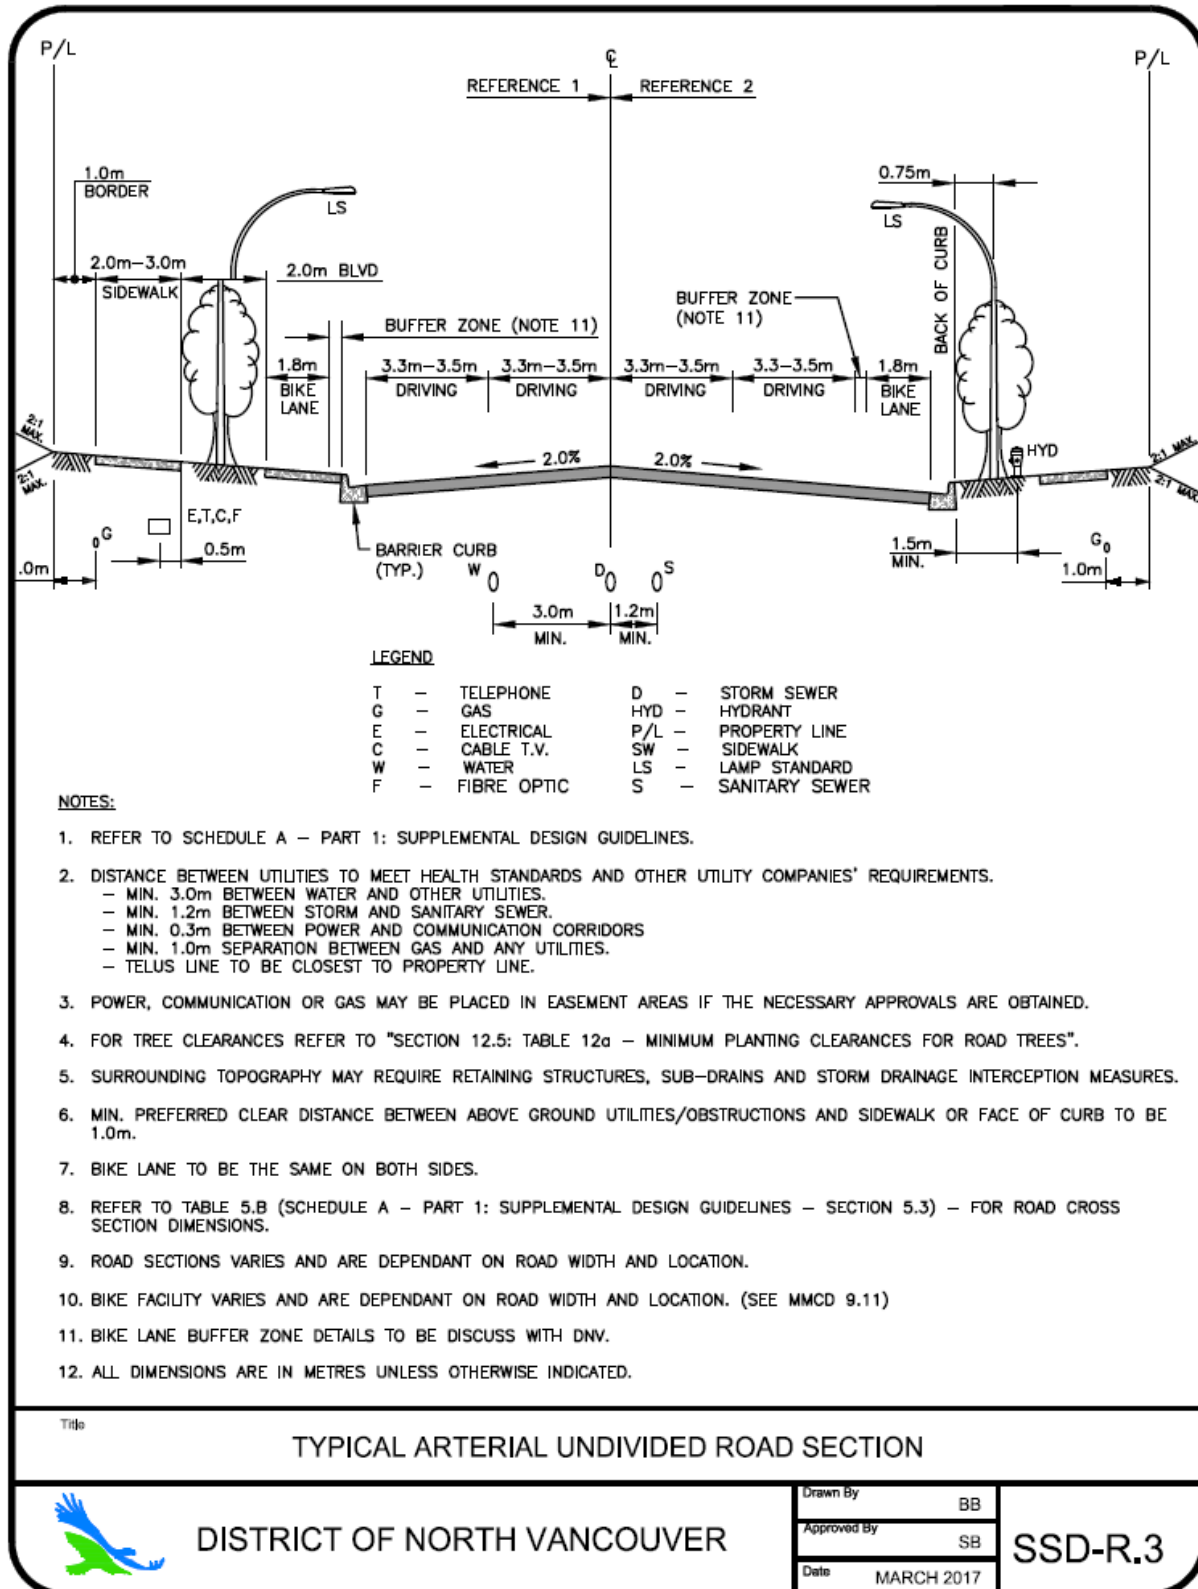 P/L
℄
P/L
REFERENCE 1
REFERENCE 2
1.0m
BORDER
0.75m
LS
LS
BACK OF CURB
2.0m–3.0m
SIDEWALK
2.0m BLVD
BUFFER ZONE (NOTE 11)
BUFFER ZONE
(NOTE 11)
1.8m
BIKE
LANE
3.3m–3.5m
DRIVING
3.3m–3.5m
DRIVING
3.3m–3.5m
DRIVING
3.3–3.5m
DRIVING
1.8m
BIKE
LANE
2:1
MAX.
2:1
MAX.
2.0%
2.0%
HYD
2:1 MAX.
2:1 MAX.
E,T,C,F
G
0.5m
.0m
BARRIER CURB
(TYP.)
W
D
S
3.0m
MIN.
1.2m
MIN.
1.5m
MIN.
G
1.0m
LEGEND
T – TELEPHONE D – STORM SEWER
G – GAS HYD – HYDRANT
E – ELECTRICAL P/L – PROPERTY LINE
C – CABLE T.V. SW – SIDEWALK
W – WATER LS – LAMP STANDARD
F – FIBRE OPTIC S – SANITARY SEWER
NOTES:
1. REFER TO SCHEDULE A – PART 1: SUPPLEMENTAL DESIGN GUIDELINES.
2. DISTANCE BETWEEN UTILITIES TO MEET HEALTH STANDARDS AND OTHER UTILITY COMPANIES' REQUIREMENTS.
– MIN. 3.0m BETWEEN WATER AND OTHER UTILITIES.
– MIN. 1.2m BETWEEN STORM AND SANITARY SEWER.
– MIN. 0.3m BETWEEN POWER AND COMMUNICATION CORRIDORS
– MIN. 1.0m SEPARATION BETWEEN GAS AND ANY UTILITIES.
– TELUS LINE TO BE CLOSEST TO PROPERTY LINE.
3. POWER, COMMUNICATION OR GAS MAY BE PLACED IN EASEMENT AREAS IF THE NECESSARY APPROVALS ARE OBTAINED.
4. FOR TREE CLEARANCES REFER TO "SECTION 12.5: TABLE 12a – MINIMUM PLANTING CLEARANCES FOR ROAD TREES".
5. SURROUNDING TOPOGRAPHY MAY REQUIRE RETAINING STRUCTURES, SUB–DRAINS AND STORM DRAINAGE INTERCEPTION MEASURES.
6. MIN. PREFERRED CLEAR DISTANCE BETWEEN ABOVE GROUND UTILITIES/OBSTRUCTIONS AND SIDEWALK OR FACE OF CURB TO BE
1.0m.
7. BIKE LANE TO BE THE SAME ON BOTH SIDES.
8. REFER TO TABLE 5.B (SCHEDULE A – PART 1: SUPPLEMENTAL DESIGN GUIDELINES – SECTION 5.3) – FOR ROAD CROSS
SECTION DIMENSIONS.
9. ROAD SECTIONS VARIES AND ARE DEPENDANT ON ROAD WIDTH AND LOCATION.
10. BIKE FACILITY VARIES AND ARE DEPENDANT ON ROAD WIDTH AND LOCATION. (SEE MMCD 9.11)
11. BIKE LANE BUFFER ZONE DETAILS TO BE DISCUSS WITH DNV.
12. ALL DIMENSIONS ARE IN METRES UNLESS OTHERWISE INDICATED.
Title
TYPICAL ARTERIAL UNDIVIDED ROAD SECTION
DISTRICT OF NORTH VANCOUVER
Drawn By
BB
Approved By
SB
Date
MARCH 2017
SSD-R.3